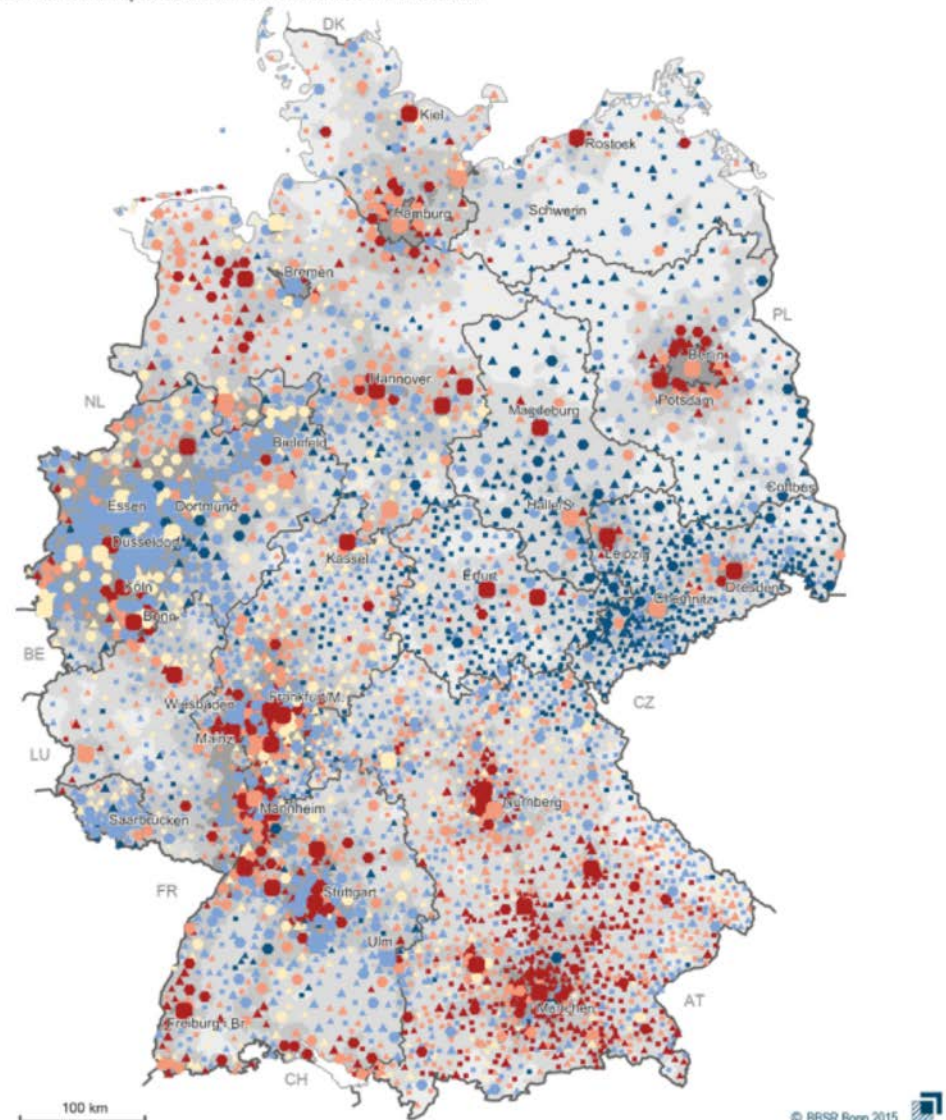 DK
Kiel
Rostock
Hamburg
Schwerin
Bremen
PL
Berlin
Hannover
Potsdam
NL
Magdeburg
Bielefeld
Cottbus
Essen
Dortmund
Halle/S.
Düsseldorf
Leipzig
Kassel
Erfurt
Dresden
Köln
Chemnitz
Bonn
BE
Frankfurt/M.
Wiesbaden
CZ
Mainz
LU
Nürnberg
Mannheim
Saarbrücken
FR
Stuttgart
Ulm
AT
München
Freiburg i.Br.
CH
100 km
© BBSR Bonn 2015